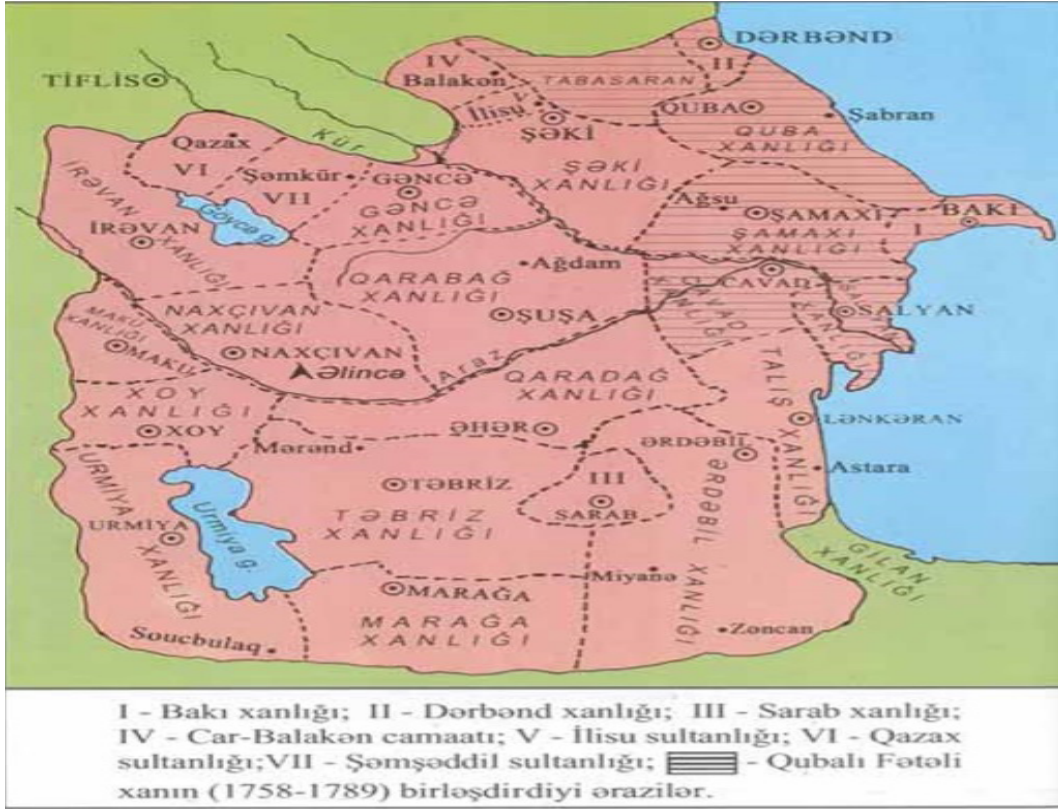 DƏRBƏND
IV
II
Balakən
TABASARAN
TİFLİS
V
İlisu
QUBA
Şabran
ŞƏKİ
QUBA
XANLIĞI
Kür
Qazax
VI
Şəmkür
VII
GƏNCƏ
ŞƏKİ
XANLIĞI
İRƏVAN
XANLIĞI
GƏNCƏ
XANLIĞI
Göycə g.
Ağsu
ŞAMAXI
BAKI
I
İRƏVAN
ŞAMAXI
XANLIĞI
Ağdam
QARABAĞ
XANLIĞI
CAVAD
CAVAD
XANLIĞI
SALYAN
NAXÇIVAN
XANLIĞI
ŞUŞA
MAKU
XANLIĞI
MAKU
NAXÇIVAN
Əlincə
Araz
QARADAĞ
XANLIĞI
TALIŞ
XANLIĞI
XOY
XANLIĞI
XOY
ƏHƏR
LƏNKƏRAN
Mərənd
ƏRDƏBİL
Astara
URMİYA
XANLIĞI
TƏBRİZ
III
SARAB
ƏRDƏBİL
XANLIĞI
URMİYA
Urmiya g.
TƏBRİZ
XANLIĞI
GİLAN
XANLIĞI
Miyanə
MARAĞA
MARAĞA
XANLIĞI
Soucbulaq
Zəncan
I - Bakı xanlığı; II - Dərbənd xanlığı; III - Sarab xanlığı;
IV - Car-Balakən camaatı; V - İlisu sultanlığı; VI - Qazax
sultanlığı;VII - Şəmşəddil sultanlığı; - Qubalı Fətəli
xanın (1758-1789) birləşdirdiyi ərazilər.